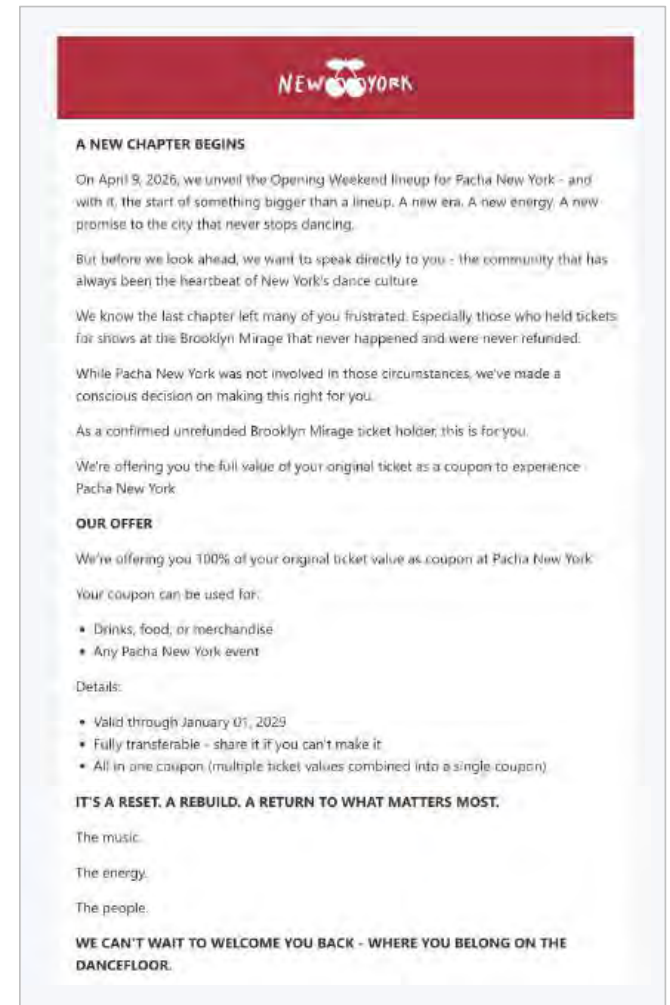 NEW YORK
A NEW CHAPTER BEGINS
On April 9, 2026, we unveil the Opening Weekend lineup for Pacha New York - and
with it, the start of something bigger than a lineup. A new era. A new energy. A new
promise to the city that never stops dancing.
But before we look ahead, we want to speak directly to you - the community that has
always been the heartbeat of New York's dance culture.
We know the last chapter left many of you frustrated. Especially those who held tickets
for shows at the Brooklyn Mirage that never happened and were never refunded.
While Pacha New York was not involved in those circumstances, we've made a
conscious decision on making this right for you.
As a confirmed unrefunded Brooklyn Mirage ticket holder, this is for you.
We're offering you the full value of your original ticket as a coupon to experience
Pacha New York.
OUR OFFER
We're offering you 100% of your original ticket value as coupon at Pacha New York.
Your coupon can be used for:
• Drinks, food, or merchandise
• Any Pacha New York event
Details:
• Valid through January 01, 2029
• Fully transferable - share it if you can't make it
• All in one coupon (multiple ticket values combined into a single coupon)
IT'S A RESET. A REBUILD. A RETURN TO WHAT MATTERS MOST.
The music.
The energy.
The people.
WE CAN'T WAIT TO WELCOME YOU BACK - WHERE YOU BELONG ON THE
DANCEFLOOR.